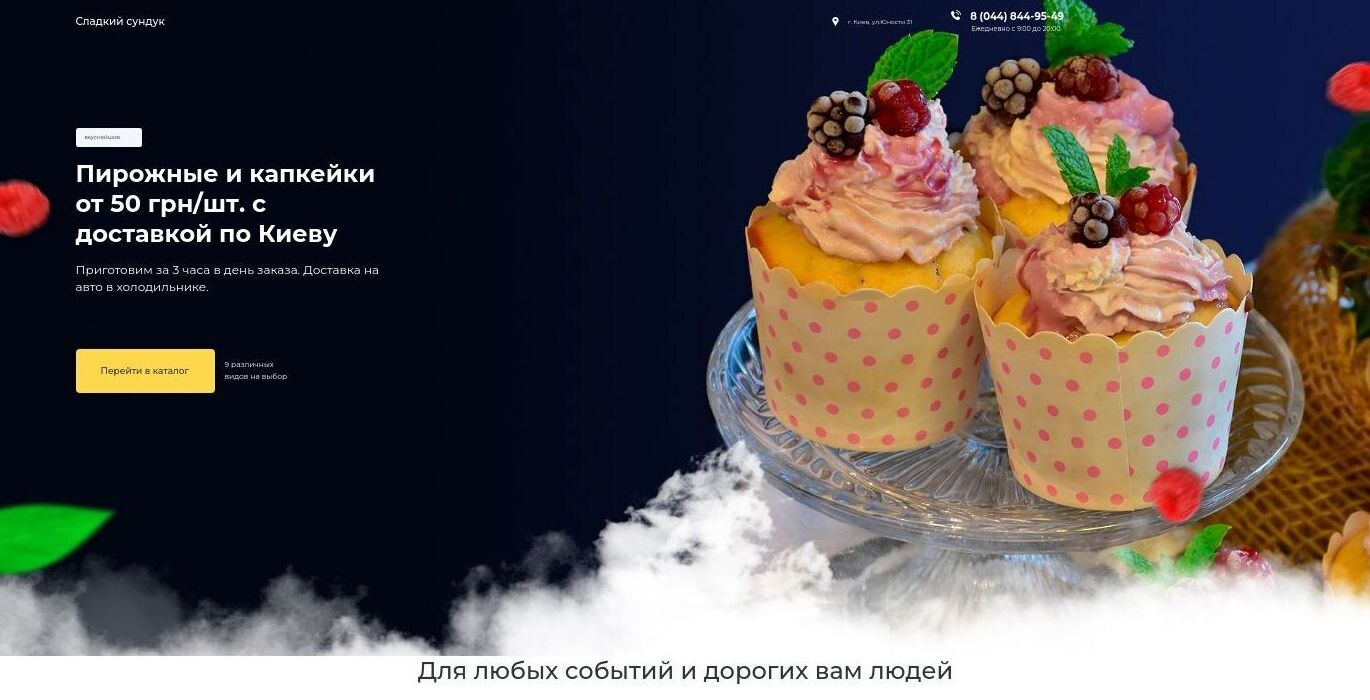 Сладкий сундук
г. Киев, ул.Юности 31
8 (044) 844-95-49
Ежедневно с 9:00 до 20:00
вкуснейшие
Пирожные и капкейки
от 50 грн/шт. с
доставкой по Киеву
Приготовим за 3 часа в день заказа. Доставка на
авто в холодильнике.
Перейти в каталог
9 различных
видов на выбор
Для любых событий и дорогих вам людей